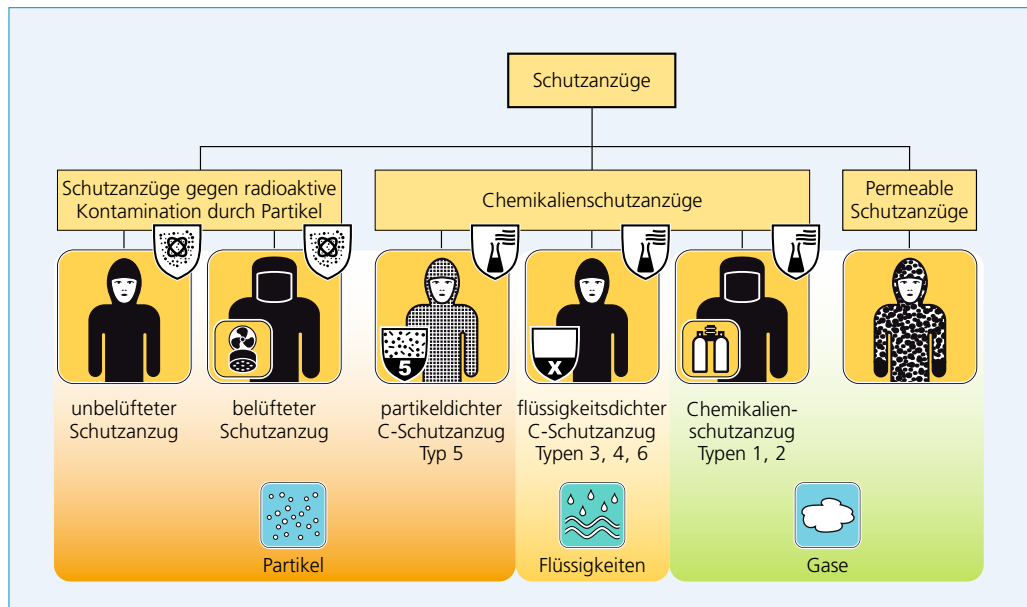 Schutzanzüge
Schutzanzüge gegen radioaktive
Kontamination durch Partikel
Chemikalienschutzanzüge
Permeable
Schutzanzüge
5
X
unbelüfteter
Schutzanzug
belüfteter
Schutzanzug
partikeldichter
C-Schutzanzug
Typ 5
flüssigkeitsdichter
C-Schutzanzug
Typen 3, 4, 6
Chemikalien-
schutzanzug
Typen 1, 2
Partikel
Flüssigkeiten
Gase